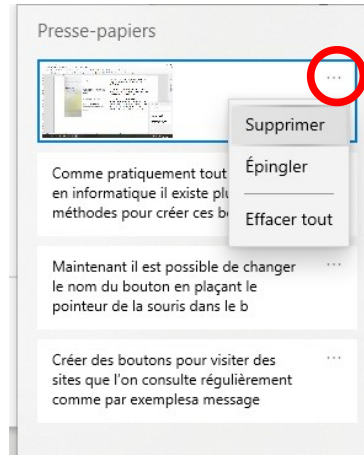 Presse-papiers
...
Supprimer
Épingler
Effacer tout
Comme pratiquement tout
en informatique il existe
méthodes pour créer ces
Maintenant il est possible de changer
le nom du bouton en plaçant le
pointeur de la souris dans le b
...
Créer des boutons pour visiter des
sites que l'on consulte régulièrement
comme par exemplesa message
...